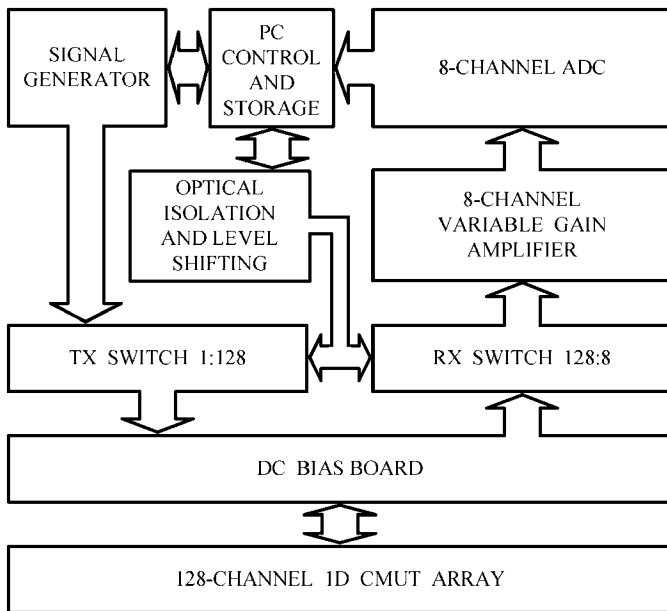 SIGNAL
GENERATOR
PC
CONTROL
AND
STORAGE
8-CHANNEL ADC
OPTICAL
ISOLATION
AND LEVEL
SHIFTING
8-CHANNEL
VARIABLE GAIN
AMPLIFIER
TX SWITCH 1:128
RX SWITCH 128:8
DC BIAS BOARD
128-CHANNEL 1D CMUT ARRAY